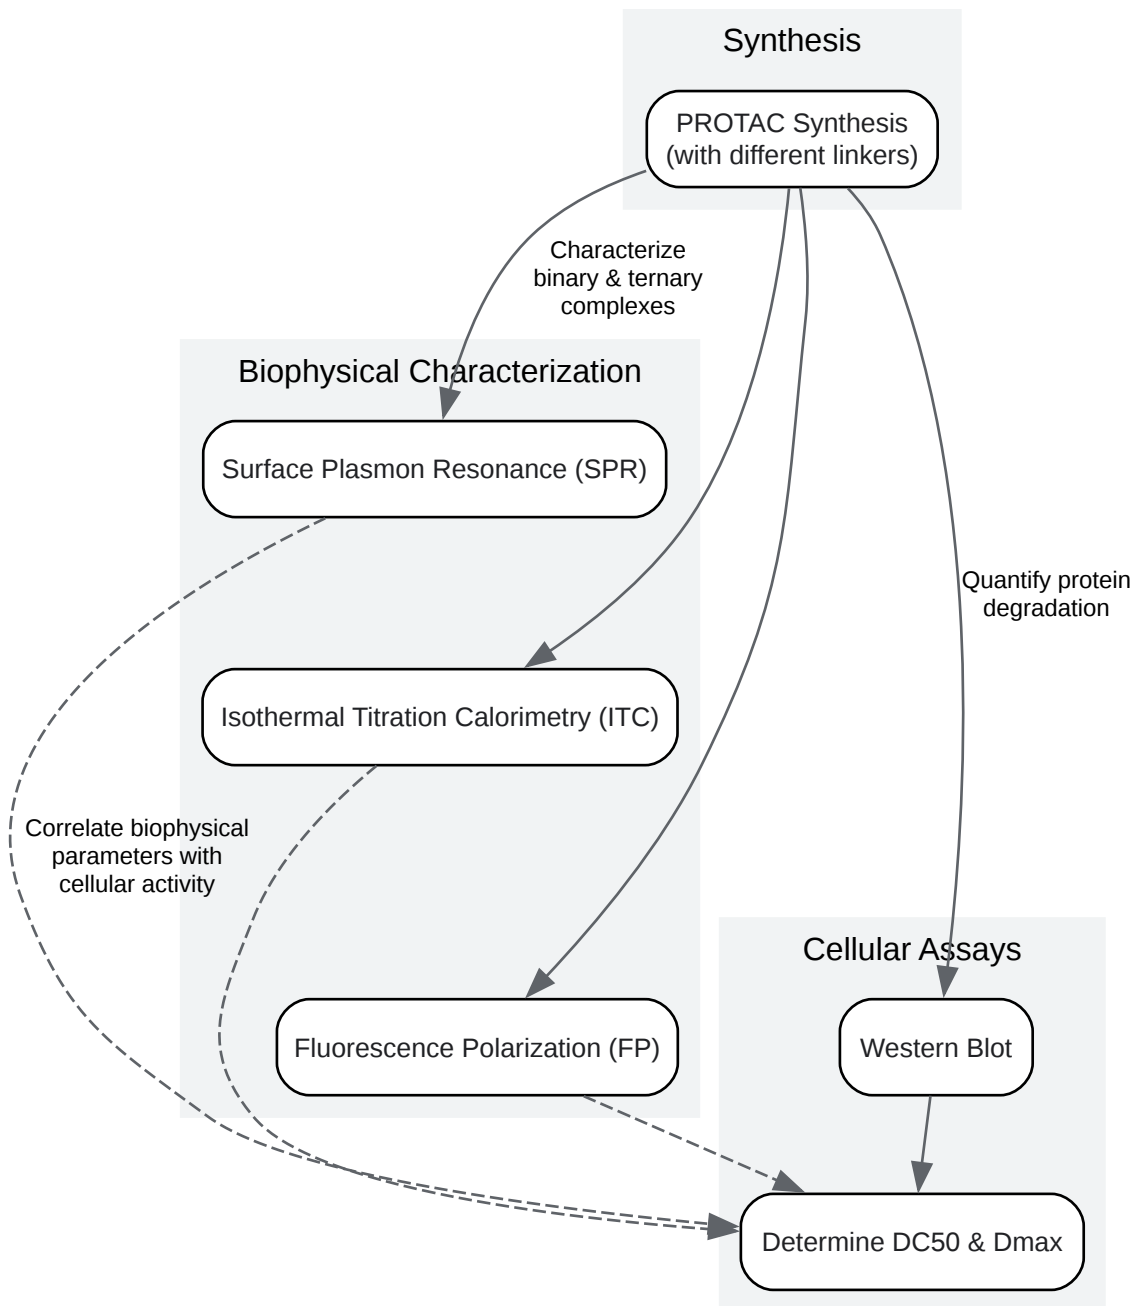 Synthesis
PROTAC Synthesis
(with different linkers)
Characterize
binary & ternary
complexes
Biophysical Characterization
Surface Plasmon Resonance (SPR)
Quantify protein
degradation
Isothermal Titration Calorimetry (ITC)
Correlate biophysical
parameters with
cellular activity
Cellular Assays
Fluorescence Polarization (FP)
Western Blot
Determine DC50 & Dmax